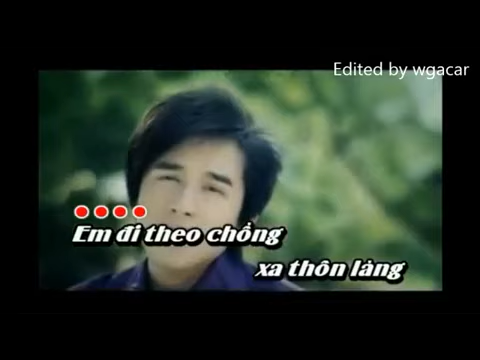 Edited by wgacar
Em đi theo chồng
xa thôn làng